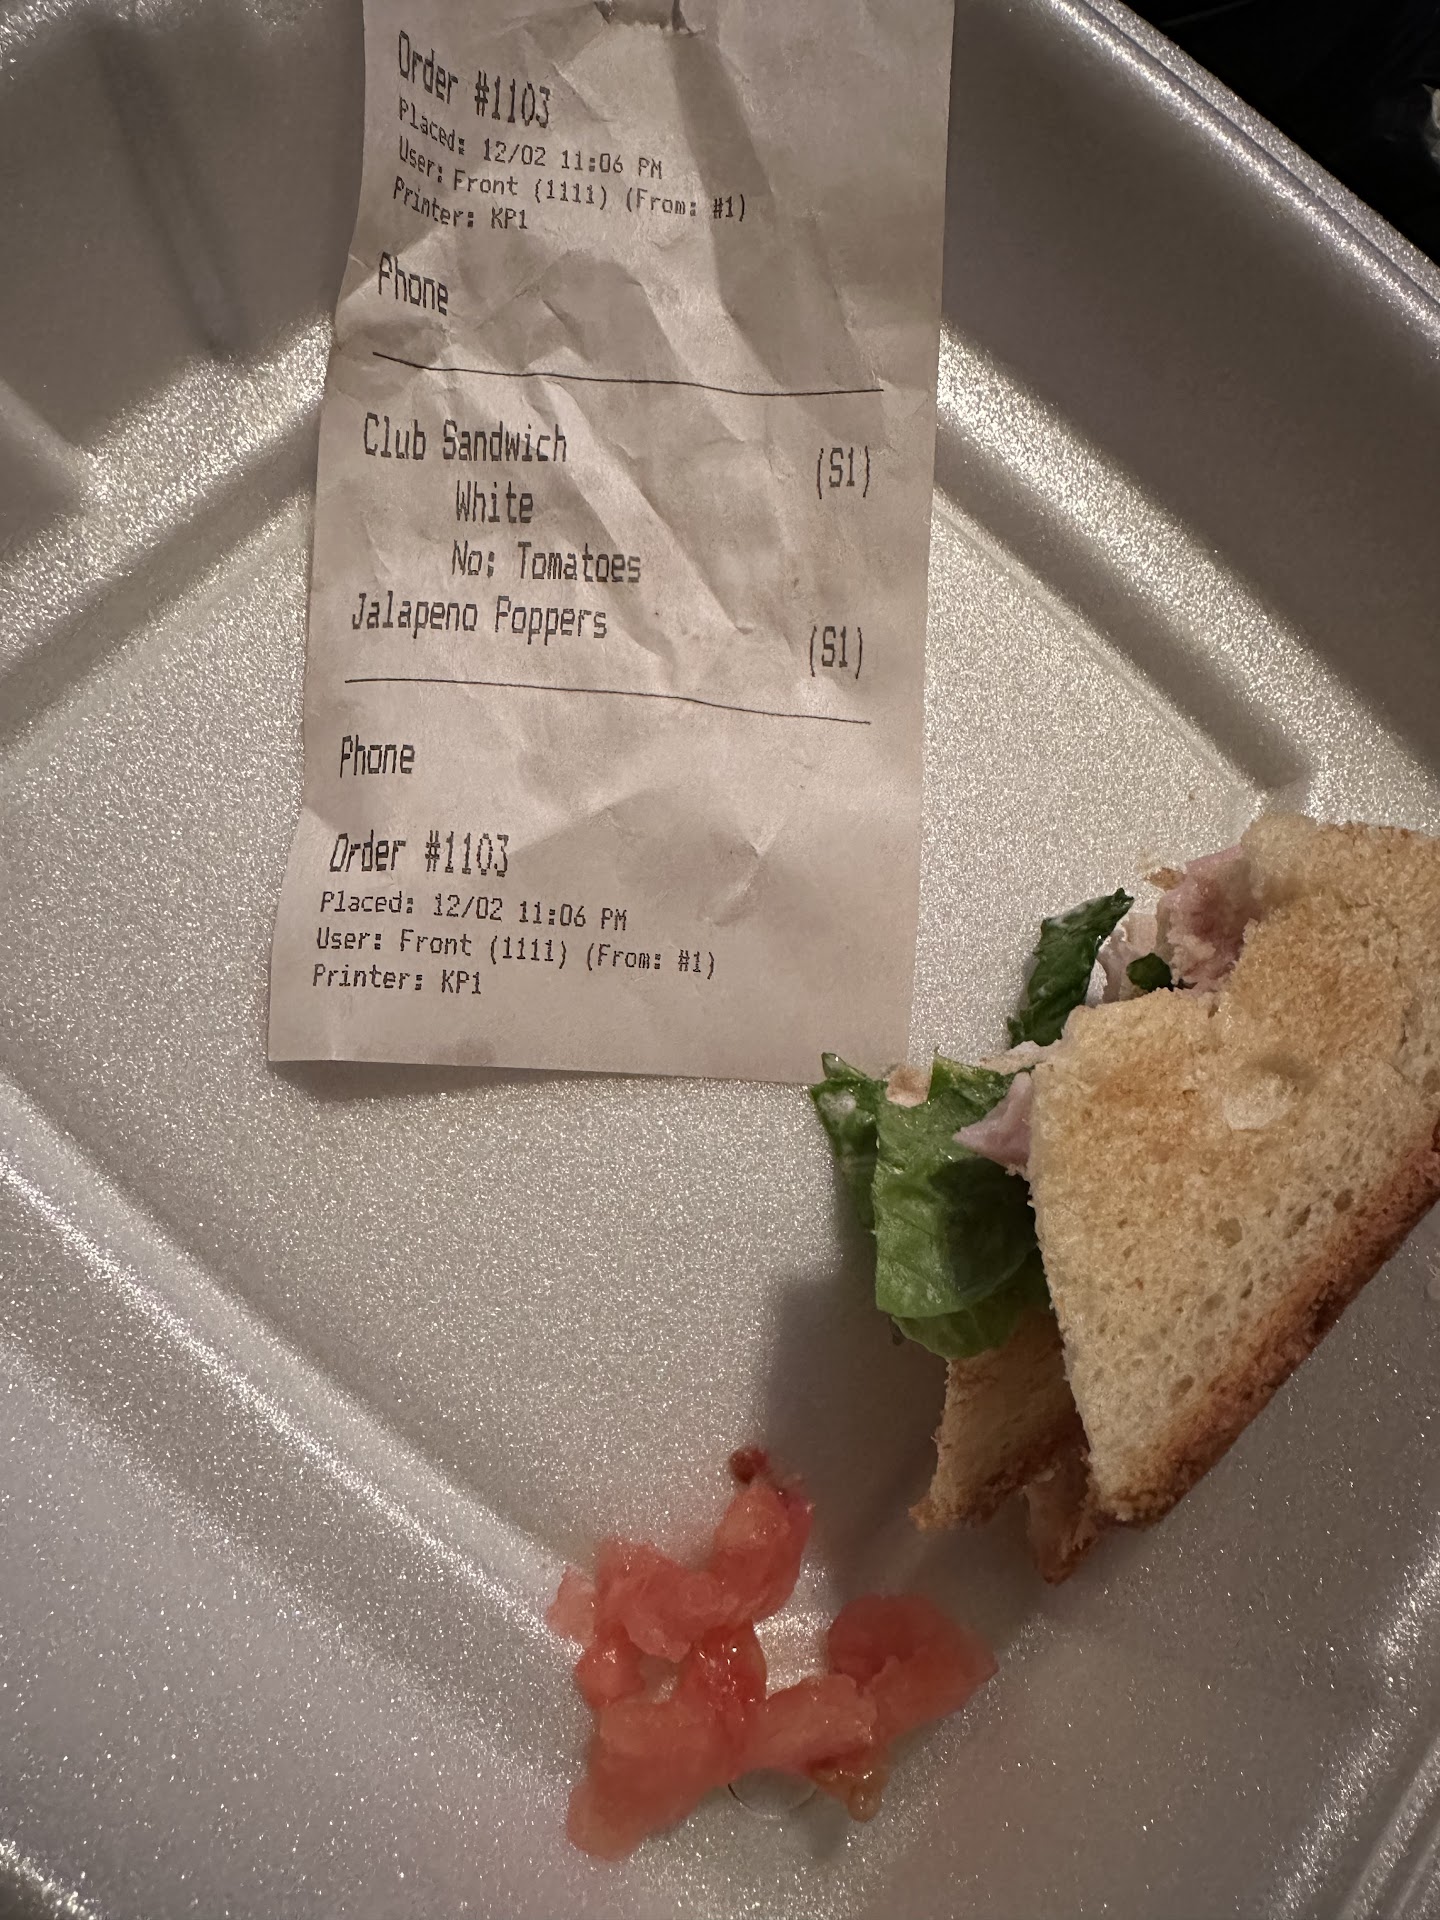 Order #1103
Placed: 12/02 11:06 PM
User: Front (1111) (From: #1)
Printer: KP1
Phone
Club Sandwich (S1)
White
No: Tomatoes
Jalapeno Poppers (S1)
Phone
Order #1103
Placed: 12/02 11:06 PM
User: Front (1111) (From: #1)
Printer: KP1